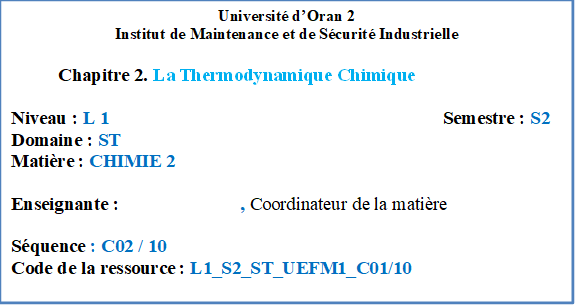 Université d’Oran 2
Institut de Maintenance et de Sécurité Industrielle
Chapitre 2. La Thermodynamique Chimique
Niveau : L 1 Semestre : S2
Domaine : ST
Matière : CHIMIE 2
Enseignante : , Coordinateur de la matière
Séquence : C02 / 10
Code de la ressource : L1_S2_ST_UEFM1_C01/10